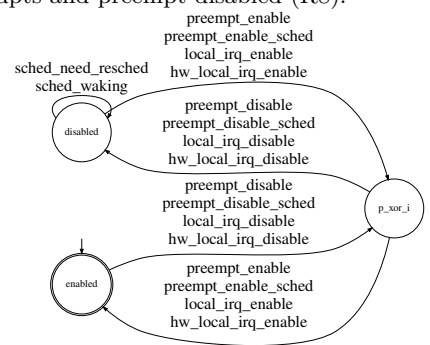 upts and preempt disabled (R8).
preempt_enable
preempt_enable_sched
local_irq_enable
hw_local_irq_enable
sched_need_resched
sched_waking
disabled
preempt_disable
preempt_disable_sched
local_irq_disable
hw_local_irq_disable
preempt_disable
preempt_disable_sched
local_irq_disable
hw_local_irq_disable
p_xor_i
enabled
preempt_enable
preempt_enable_sched
local_irq_enable
hw_local_irq_enable